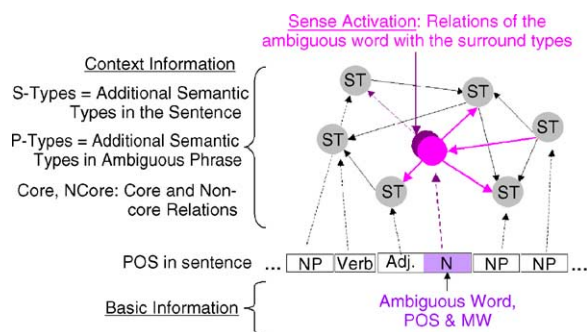 Sense Activation: Relations of the
ambiguous word with the surround types
Context Information
S-Types = Additional Semantic
Types in the Sentence
P-Types = Additional Semantic
Types in Ambiguous Phrase
Core, NCore: Core and Non-
core Relations
ST
ST
ST
ST
ST
ST
POS in sentence ... NP Verb Adj. N NP NP ...
Basic Information
Ambiguous Word,
POS & MW